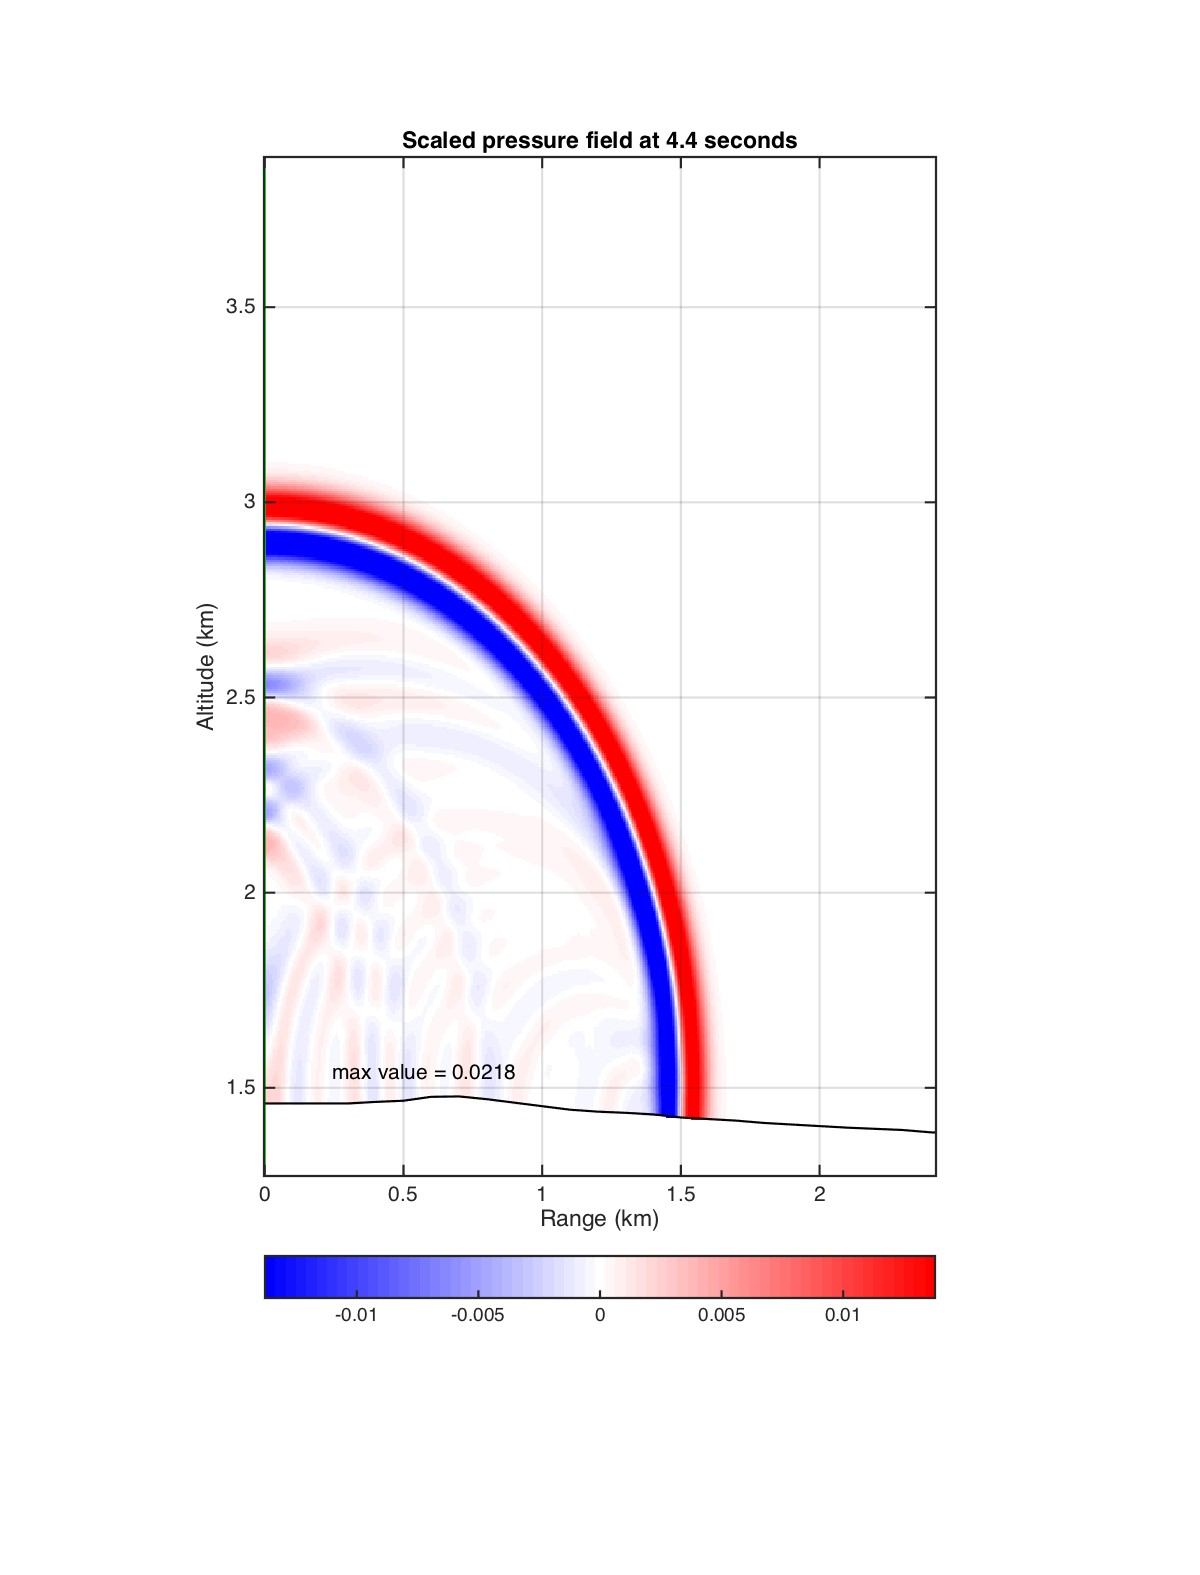 Scaled pressure field at 4.4 seconds
3.5
3
2.5
2
1.5
Altitude (km)
max value = 0.0218
0 0.5 1 1.5 2
Range (km)
-0.01 -0.005 0 0.005 0.01